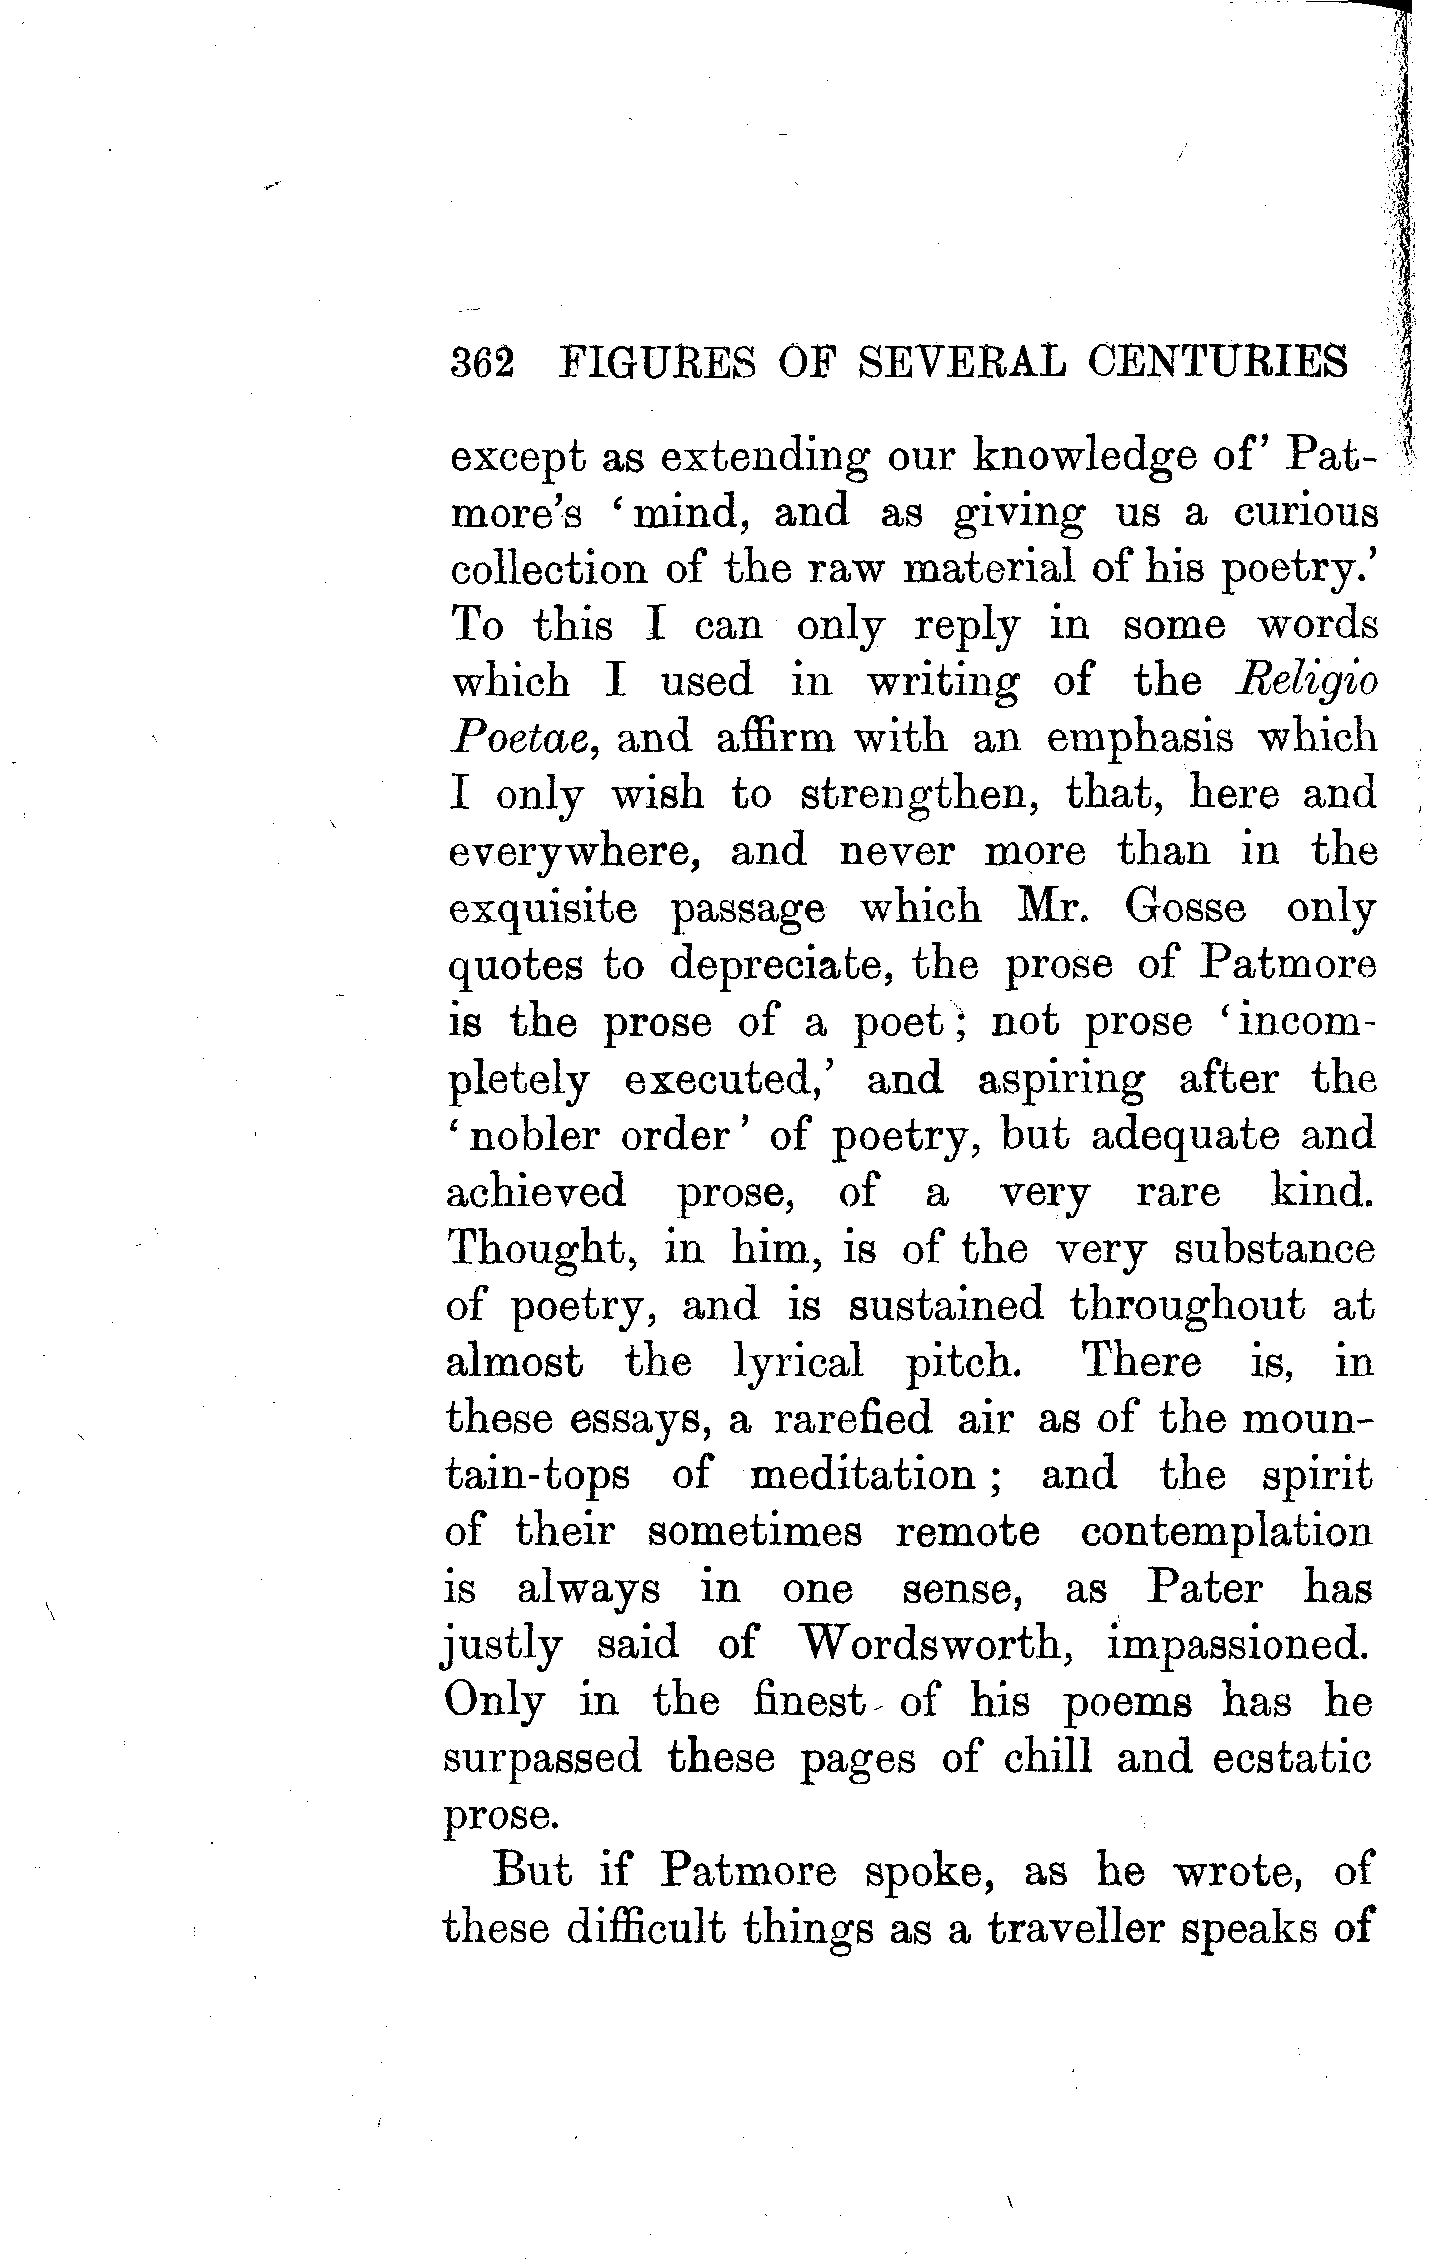 362 FIGURES OF SEVERAL CENTURIES
except as extending our knowledge of’ Pat-
more’s ‘mind, and as giving us a curious
collection of the raw material of his poetry.’
To this I can only reply in some words
which I used in writing of the Religio
Poetae, and affirm with an emphasis which
I only wish to strengthen, that, here and
everywhere, and never more than in the
exquisite passage which Mr. Gosse only
quotes to depreciate, the prose of Patmore
is the prose of a poet; not prose ‘incom-
pletely executed,’ and aspiring after the
‘nobler order’ of poetry, but adequate and
achieved prose, of a very rare kind.
Thought, in him, is of the very substance
of poetry, and is sustained throughout at
almost the lyrical pitch. There is, in
these essays, a rarefied air as of the moun-
tain-tops of meditation; and the spirit
of their sometimes remote contemplation
is always in one sense, as Pater has
justly said of Wordsworth, impassioned.
Only in the finest of his poems has he
surpassed these pages of chill and ecstatic
prose.
But if Patmore spoke, as he wrote, of
these difficult things as a traveller speaks of